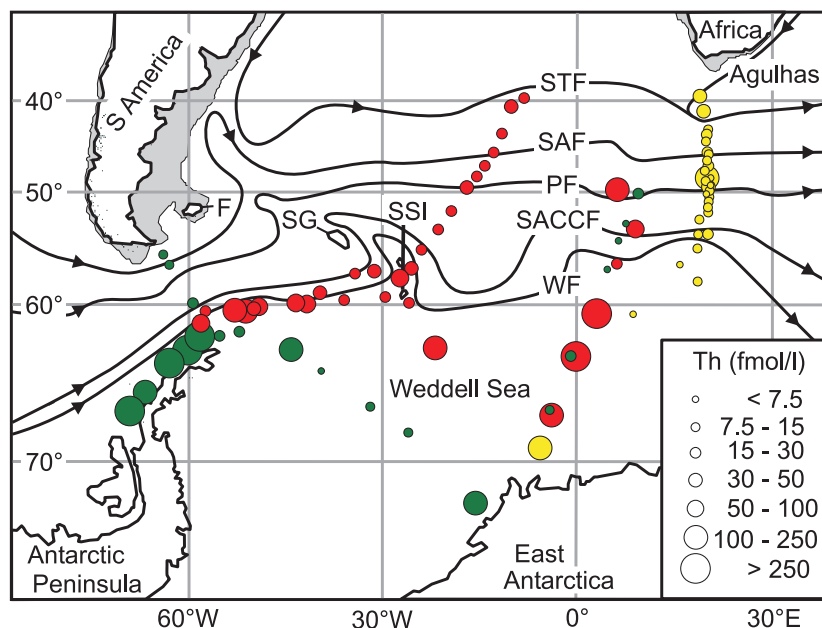 Africa
S America
Agulhas
STF
40°
SAF
PF
50°
F
SG
SSI
SACCF
WF
60°
Weddell Sea
Th (fmol/l)
< 7.5
7.5 - 15
15 - 30
30 - 50
50 - 100
100 - 250
> 250
70°
Antarctic
Peninsula
East
Antarctica
60°W
30°W
0°
30°E